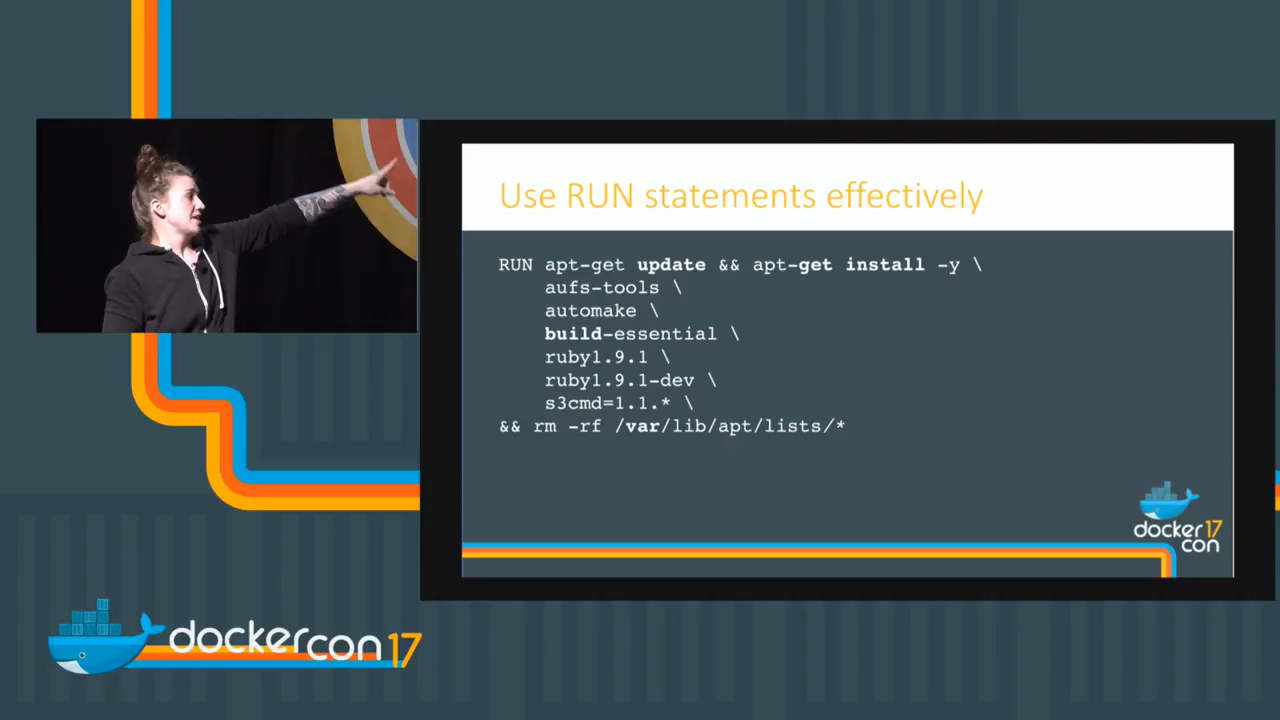 Use RUN statements effectively
RUN apt-get update && apt-get install -y \
aufs-tools \
automake \
build-essential \
ruby1.9.1 \
ruby1.9.1-dev \
s3cmd=1.1.* \
&& rm -rf /var/lib/apt/lists/*
docker 17
con
dockercon 17